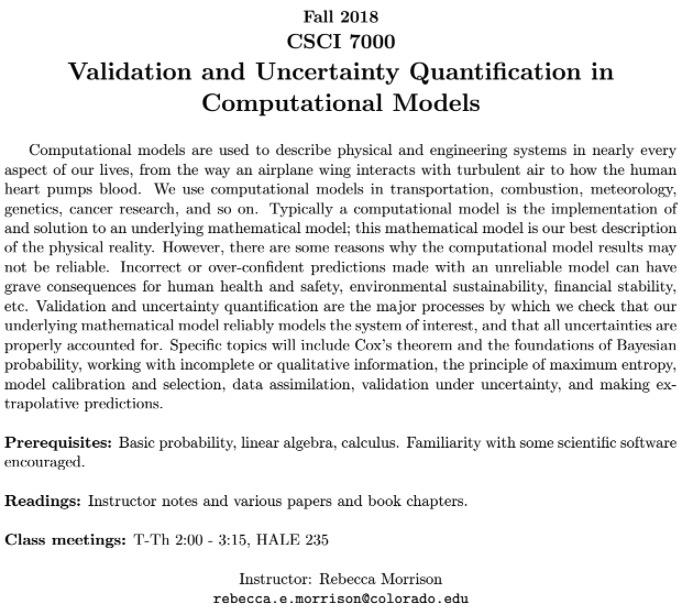 Fall 2018
CSCI 7000
Validation and Uncertainty Quantification in
Computational Models
Computational models are used to describe physical and engineering systems in nearly every
aspect of our lives, from the way an airplane wing interacts with turbulent air to how the human
heart pumps blood. We use computational models in transportation, combustion, meteorology,
genetics, cancer research, and so on. Typically a computational model is the implementation of
and solution to an underlying mathematical model; this mathematical model is our best description
of the physical reality. However, there are some reasons why the computational model results may
not be reliable. Incorrect or over-confident predictions made with an unreliable model can have
grave consequences for human health and safety, environmental sustainability, financial stability,
etc. Validation and uncertainty quantification are the major processes by which we check that our
underlying mathematical model reliably models the system of interest, and that all uncertainties are
properly accounted for. Specific topics will include Cox's theorem and the foundations of Bayesian
probability, working with incomplete or qualitative information, the principle of maximum entropy,
model calibration and selection, data assimilation, validation under uncertainty, and making ex-
trapolative predictions.
Prerequisites: Basic probability, linear algebra, calculus. Familiarity with some scientific software
encouraged.
Readings: Instructor notes and various papers and book chapters.
Class meetings: T-Th 2:00 - 3:15, HALE 235
Instructor: Rebecca Morrison
rebecca.e.morrison@colorado.edu